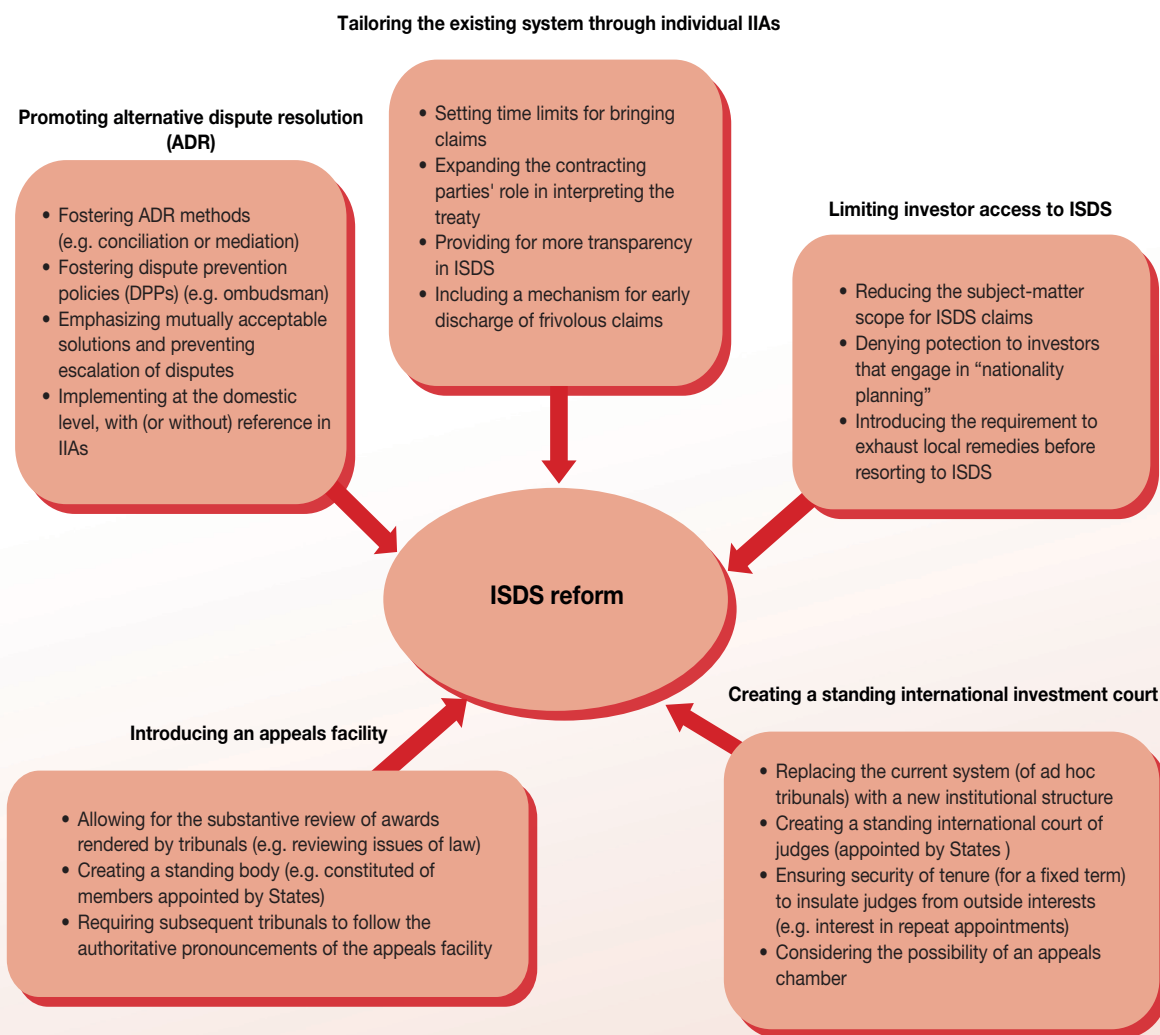 Tailoring the existing system through individual IIAs
• Setting time limits for bringing
claims
• Expanding the contracting
parties' role in interpreting the
treaty
• Providing for more transparency
in ISDS
• Including a mechanism for early
discharge of frivolous claims
Promoting alternative dispute resolution
(ADR)
• Fostering ADR methods
(e.g. conciliation or mediation)
• Fostering dispute prevention
policies (DPPs) (e.g. ombudsman)
• Emphasizing mutually acceptable
solutions and preventing
escalation of disputes
• Implementing at the domestic
level, with (or without) reference in
IIAs
Limiting investor access to ISDS
• Reducing the subject-matter
scope for ISDS claims
• Denying potection to investors
that engage in “nationality
planning”
• Introducing the requirement to
exhaust local remedies before
resorting to ISDS
ISDS reform
Introducing an appeals facility
• Allowing for the substantive review of awards
rendered by tribunals (e.g. reviewing issues of law)
• Creating a standing body (e.g. constituted of
members appointed by States)
• Requiring subsequent tribunals to follow the
authoritative pronouncements of the appeals facility
Creating a standing international investment court
• Replacing the current system (of ad hoc
tribunals) with a new institutional structure
• Creating a standing international court of
judges (appointed by States )
• Ensuring security of tenure (for a fixed term)
to insulate judges from outside interests
(e.g. interest in repeat appointments)
• Considering the possibility of an appeals
chamber